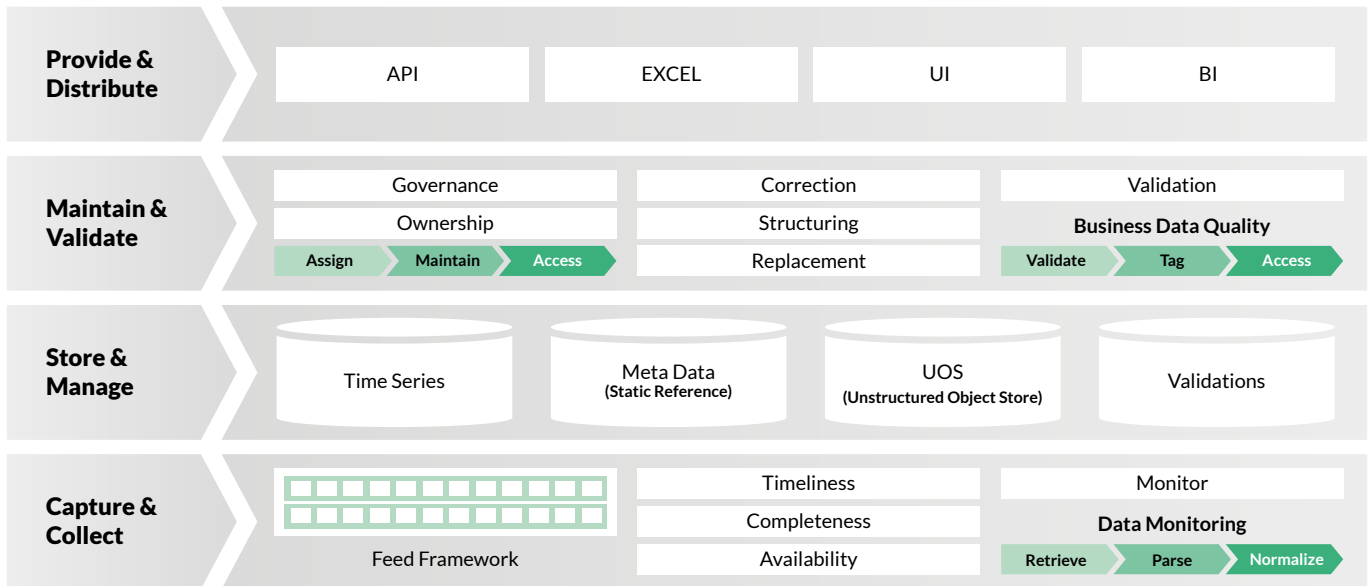 Provide &
Distribute
API
EXCEL
UI
BI
Maintain &
Validate
Governance
Ownership
Assign
Maintain
Access
Correction
Structuring
Replacement
Validation
Business Data Quality
Validate
Tag
Access
Store &
Manage
Time Series
Meta Data
(Static Reference)
UOS
(Unstructured Object Store)
Validations
Capture &
Collect
Feed Framework
Timeliness
Completeness
Availability
Monitor
Data Monitoring
Retrieve
Parse
Normalize